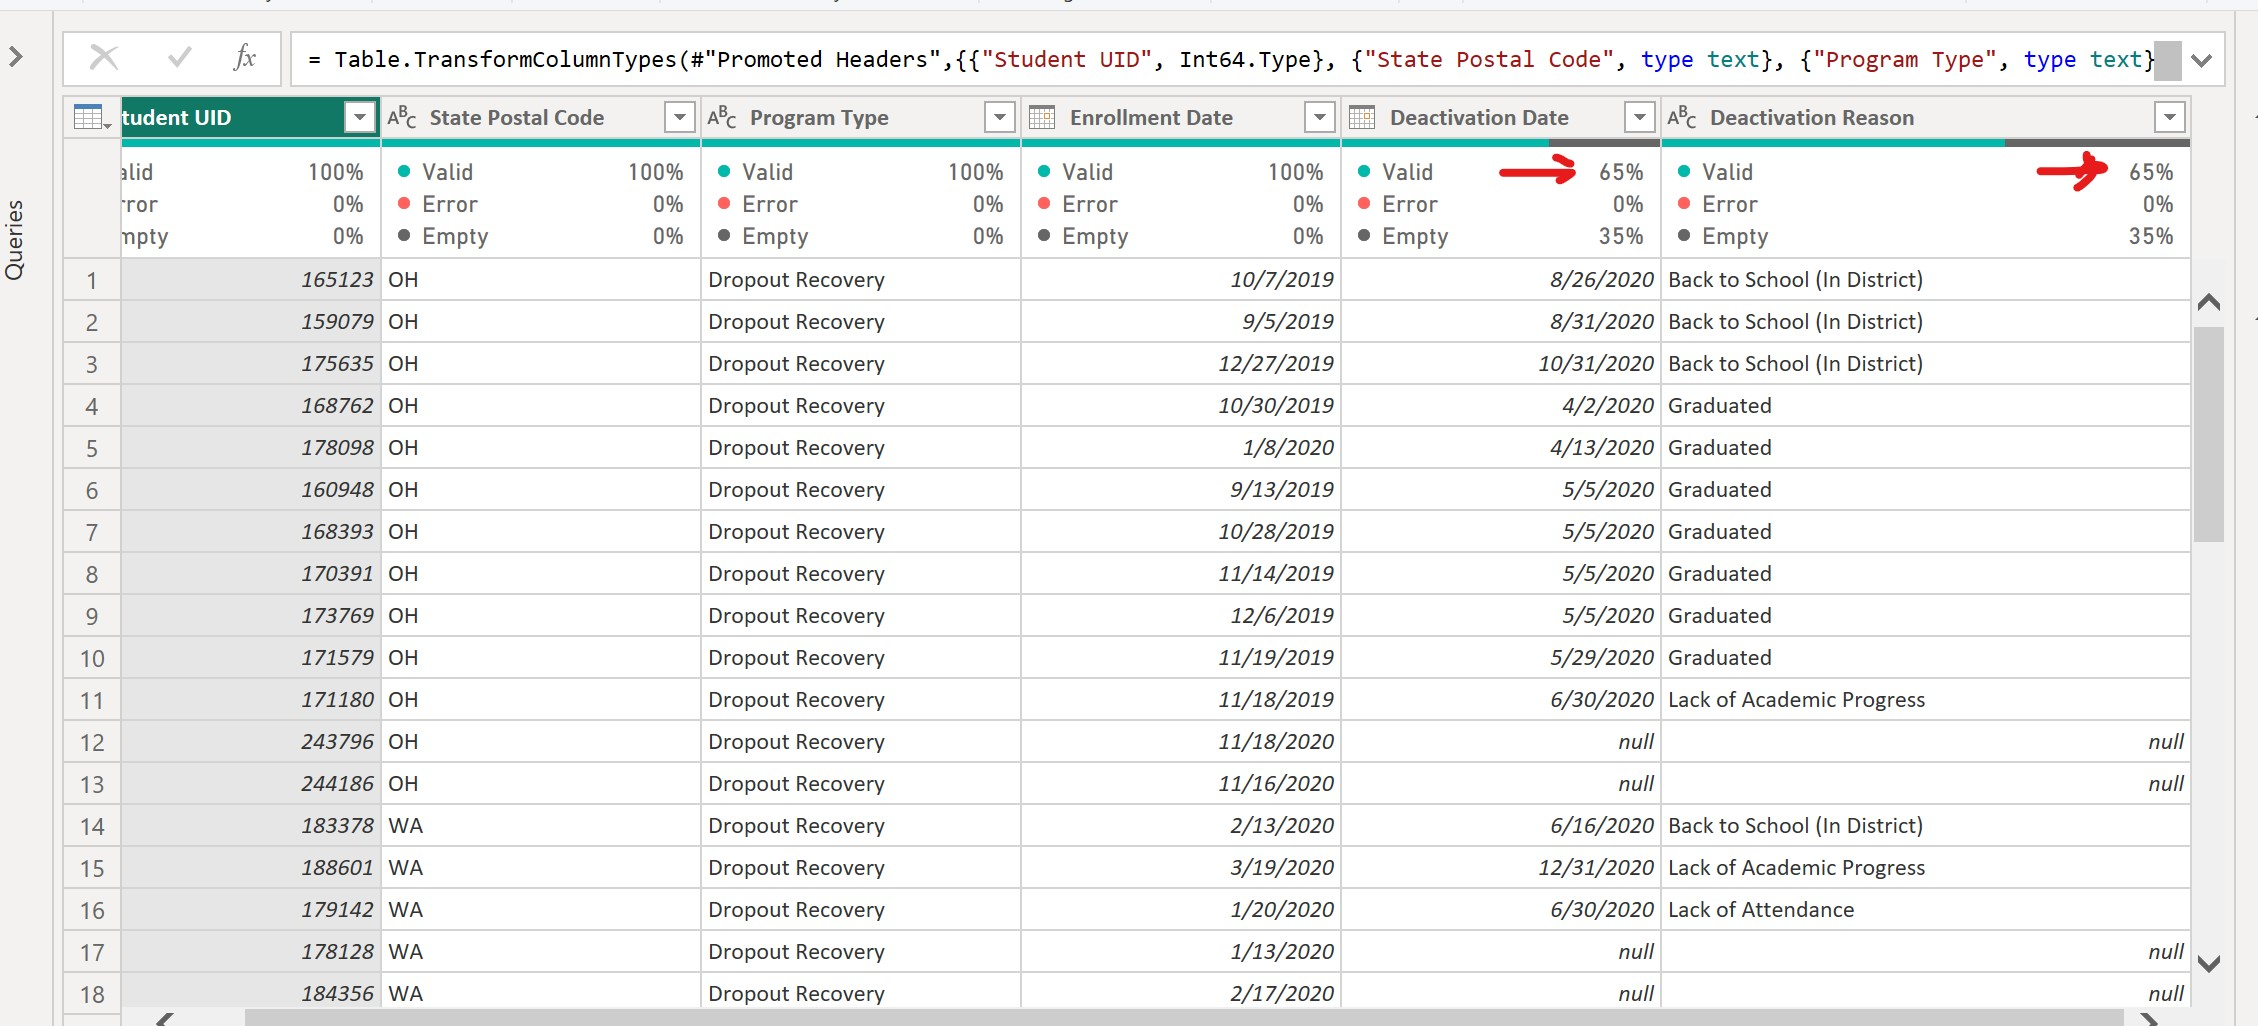 Queries
fx
= Table.TransformColumnTypes(#"Promoted Headers",{{"Student UID", Int64.Type}, {"State Postal Code", type text}, {"Program Type", type text}
tudent UID ABC State Postal Code ABC Program Type Enrollment Date Deactivation Date ABC Deactivation Reason
alid 100% Valid 100% Valid 100% Valid 100% Valid 65% Valid 65%
rror 0% Error 0% Error 0% Error 0% Error 0% Error 0%
mpty 0% Empty 0% Empty 0% Empty 0% Empty 35% Empty 35%
1 165123 OH Dropout Recovery 10/7/2019 8/26/2020 Back to School (In District)
2 159079 OH Dropout Recovery 9/5/2019 8/31/2020 Back to School (In District)
3 175635 OH Dropout Recovery 12/27/2019 10/31/2020 Back to School (In District)
4 168762 OH Dropout Recovery 10/30/2019 4/2/2020 Graduated
5 178098 OH Dropout Recovery 1/8/2020 4/13/2020 Graduated
6 160948 OH Dropout Recovery 9/13/2019 5/5/2020 Graduated
7 168393 OH Dropout Recovery 10/28/2019 5/5/2020 Graduated
8 170391 OH Dropout Recovery 11/14/2019 5/5/2020 Graduated
9 173769 OH Dropout Recovery 12/6/2019 5/5/2020 Graduated
10 171579 OH Dropout Recovery 11/19/2019 5/29/2020 Graduated
11 171180 OH Dropout Recovery 11/18/2019 6/30/2020 Lack of Academic Progress
12 243796 OH Dropout Recovery 11/18/2020 null null
13 244186 OH Dropout Recovery 11/16/2020 null null
14 183378 WA Dropout Recovery 2/13/2020 6/16/2020 Back to School (In District)
15 188601 WA Dropout Recovery 3/19/2020 12/31/2020 Lack of Academic Progress
16 179142 WA Dropout Recovery 1/20/2020 6/30/2020 Lack of Attendance
17 178128 WA Dropout Recovery 1/13/2020 null null
18 184356 WA Dropout Recovery 2/17/2020 null null